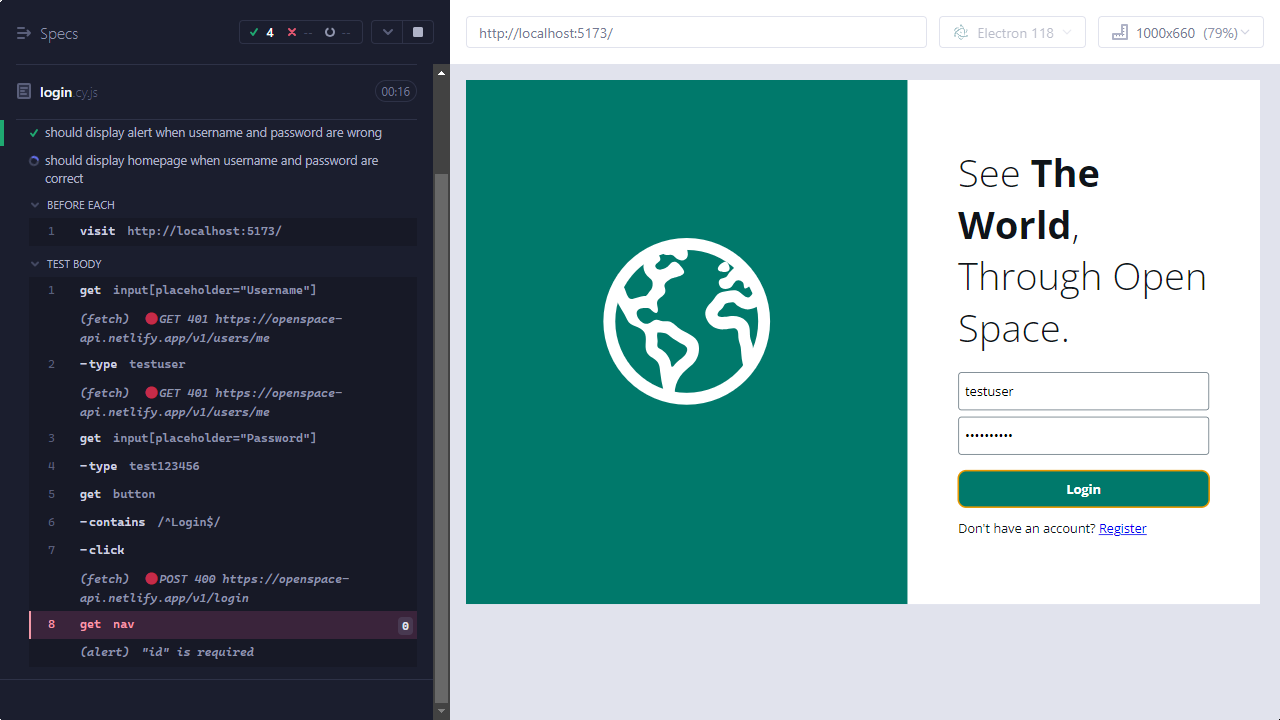 Specs
4 -- --
login.cy.js
00:16
should display alert when username and password are wrong
should display homepage when username and password are
correct
BEFORE EACH
1 visit http://localhost:5173/
TEST BODY
1 get input[placeholder="Username"]
(fetch) GET 401 https://openspace-
api.netlify.app/v1/users/me
2 -type testuser
(fetch) GET 401 https://openspace-
api.netlify.app/v1/users/me
3 get input[placeholder="Password"]
4 -type test123456
5 get button
6 -contains /^Login$/
7 -click
(fetch) POST 400 https://openspace-
api.netlify.app/v1/login
8 get nav 0
(alert) "id" is required
http://localhost:5173/
Electron 118
1000x660 (79%)
See The
World,
Through Open
Space.
testuser
••••••••••
Login
Don't have an account? Register